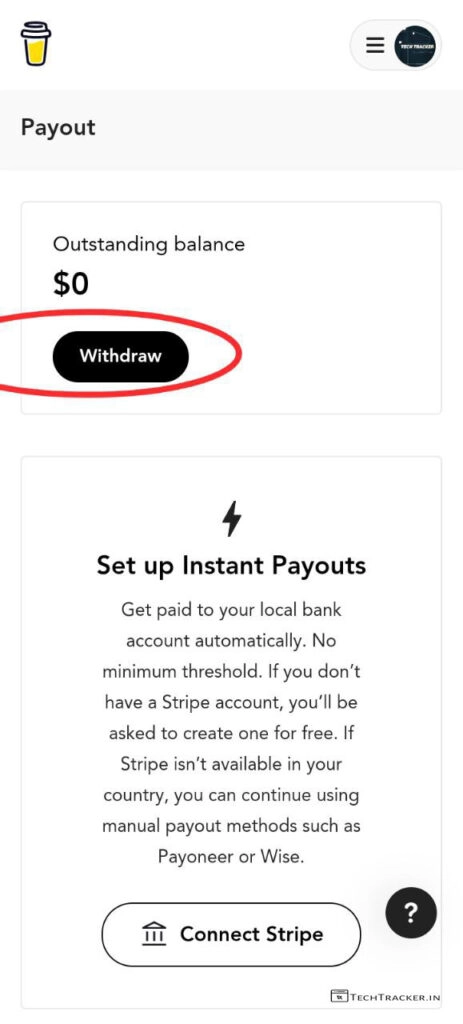 TECH TRACKER
Payout
Outstanding balance
$0
Withdraw
Set up Instant Payouts
Get paid to your local bank
account automatically. No
minimum threshold. If you don't
have a Stripe account, you'll be
asked to create one for free. If
Stripe isn't available in your
country, you can continue using
manual payout methods such as
Payoneer or Wise.
?
Connect Stripe
TECHTRACKER.IN